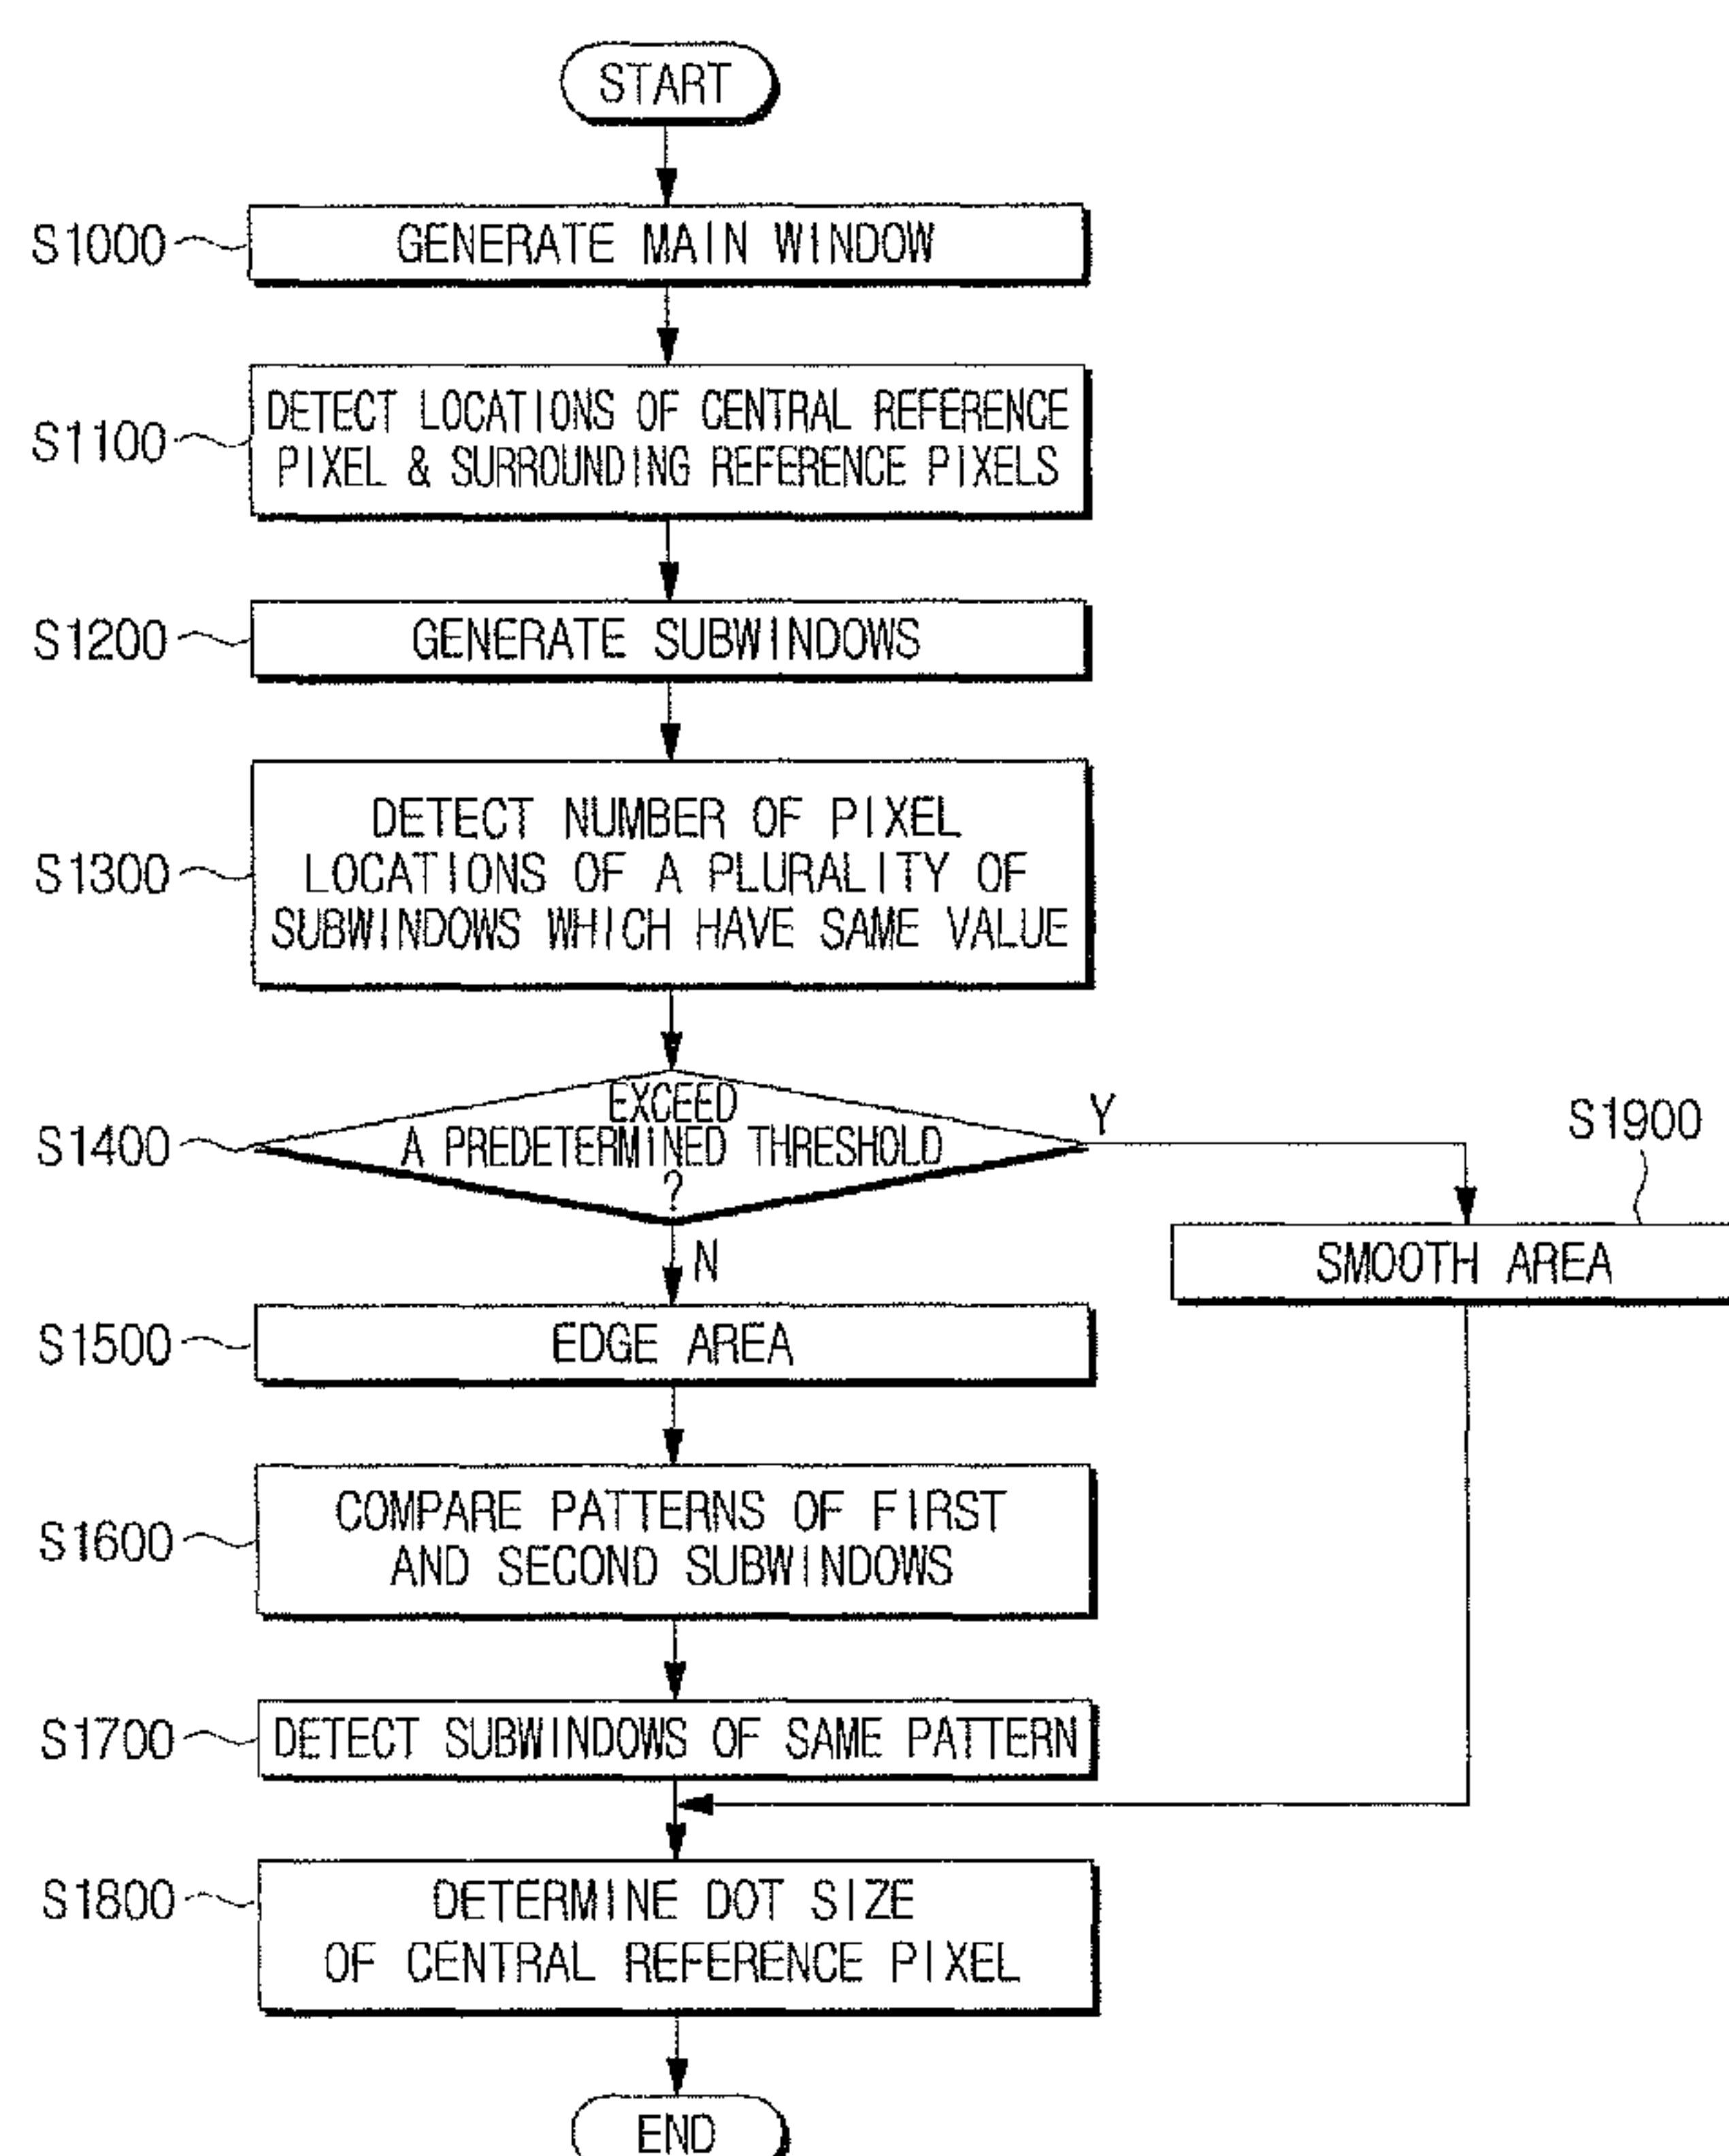 START
S1000
GENERATE MAIN WINDOW
S1100
DETECT LOCATIONS OF CENTRAL REFERENCE
PIXEL & SURROUNDING REFERENCE PIXELS
S1200
GENERATE SUBWINDOWS
S1300
DETECT NUMBER OF PIXEL
LOCATIONS OF A PLURALITY OF
SUBWINDOWS WHICH HAVE SAME VALUE
S1400
EXCEED
A PREDETERMINED THRESHOLD
?
Y
S1900
SMOOTH AREA
N
S1500
EDGE AREA
S1600
COMPARE PATTERNS OF FIRST
AND SECOND SUBWINDOWS
S1700
DETECT SUBWINDOWS OF SAME PATTERN
S1800
DETERMINE DOT SIZE
OF CENTRAL REFERENCE PIXEL
END